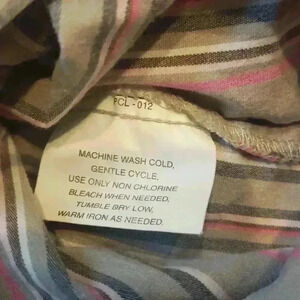 PCL - 012
MACHINE WASH COLD,
GENTLE CYCLE,
USE ONLY NON CHLORINE
BLEACH WHEN NEEDED,
TUMBLE DRY LOW,
WARM IRON AS NEEDED.